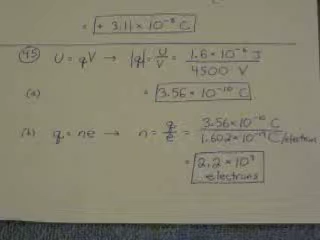 + 3.11 × 10⁻⁸ C
45 U = qV → |q| = U/V = 1.6 × 10⁻⁶ J / 4500 V
(a) = 3.56 × 10⁻¹⁰ C
(b) q = ne → n = q/e = 3.56 × 10⁻¹⁰ C / 1.602 × 10⁻¹⁹ C/electron
= 2.2 × 10⁹ electrons